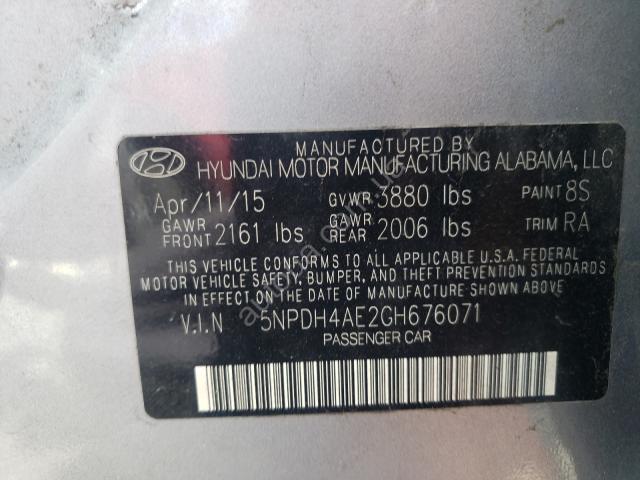 MANUFACTURED BY
HYUNDAI MOTOR MANUFACTURING ALABAMA, LLC
Apr/11/15 GVWR 3880 lbs PAINT 8S
GAWR FRONT 2161 lbs GAWR REAR 2006 lbs TRIM RA
THIS VEHICLE CONFORMS TO ALL APPLICABLE U.S.A. FEDERAL
MOTOR VEHICLE SAFETY, BUMPER, AND THEFT PREVENTION STANDARDS
IN EFFECT ON THE DATE OF MANUFACTURE SHOWN ABOVE
V.I.N 5NPDH4AE2GH676071
PASSENGER CAR